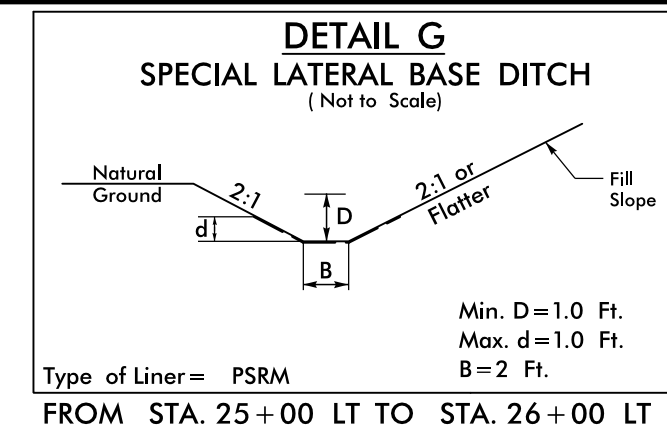 DETAIL G
SPECIAL LATERAL BASE DITCH
( Not to Scale)
Natural
Ground
2:1
D
d
B
2:1 or
Flatter
Fill
Slope
Min. D=1.0 Ft.
Max. d=1.0 Ft.
B=2 Ft.
Type of Liner= PSRM
FROM STA. 25+00 LT TO STA. 26+00 LT